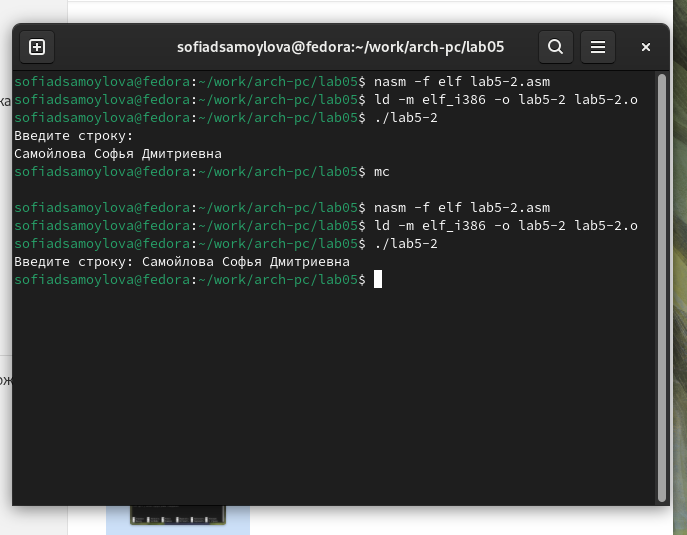 sofiadsamoylova@fedora:~/work/arch-pc/lab05
sofiadsamoylova@fedora:~/work/arch-pc/lab05$ nasm -f elf lab5-2.asm
sofiadsamoylova@fedora:~/work/arch-pc/lab05$ ld -m elf_i386 -o lab5-2 lab5-2.o
sofiadsamoylova@fedora:~/work/arch-pc/lab05$ ./lab5-2
Введите строку:
Самойлова Софья Дмитриевна
sofiadsamoylova@fedora:~/work/arch-pc/lab05$ mc
sofiadsamoylova@fedora:~/work/arch-pc/lab05$ nasm -f elf lab5-2.asm
sofiadsamoylova@fedora:~/work/arch-pc/lab05$ ld -m elf_i386 -o lab5-2 lab5-2.o
sofiadsamoylova@fedora:~/work/arch-pc/lab05$ ./lab5-2
Введите строку: Самойлова Софья Дмитриевна
sofiadsamoylova@fedora:~/work/arch-pc/lab05$